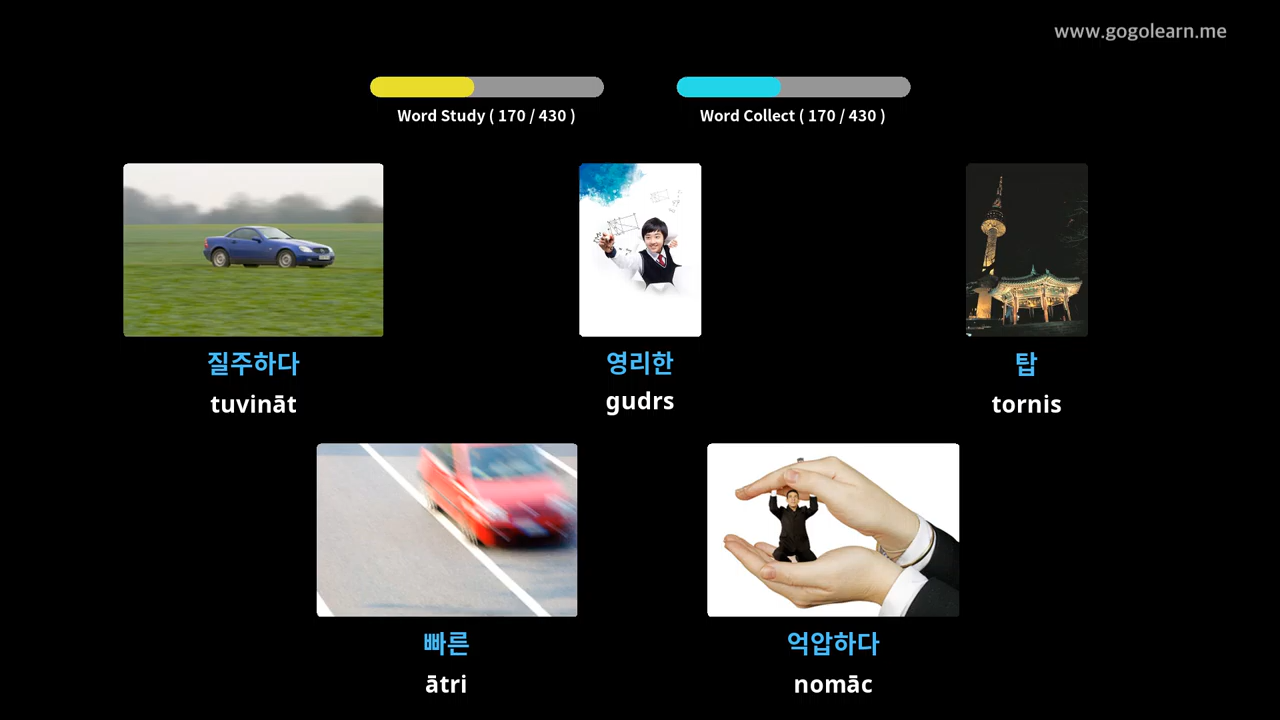 www.gogolearn.me
Word Study ( 170 / 430 )
Word Collect ( 170 / 430 )
질주하다
tuvināt
영리한
gudrs
탑
tornis
빠른
ātri
억압하다
nomāc